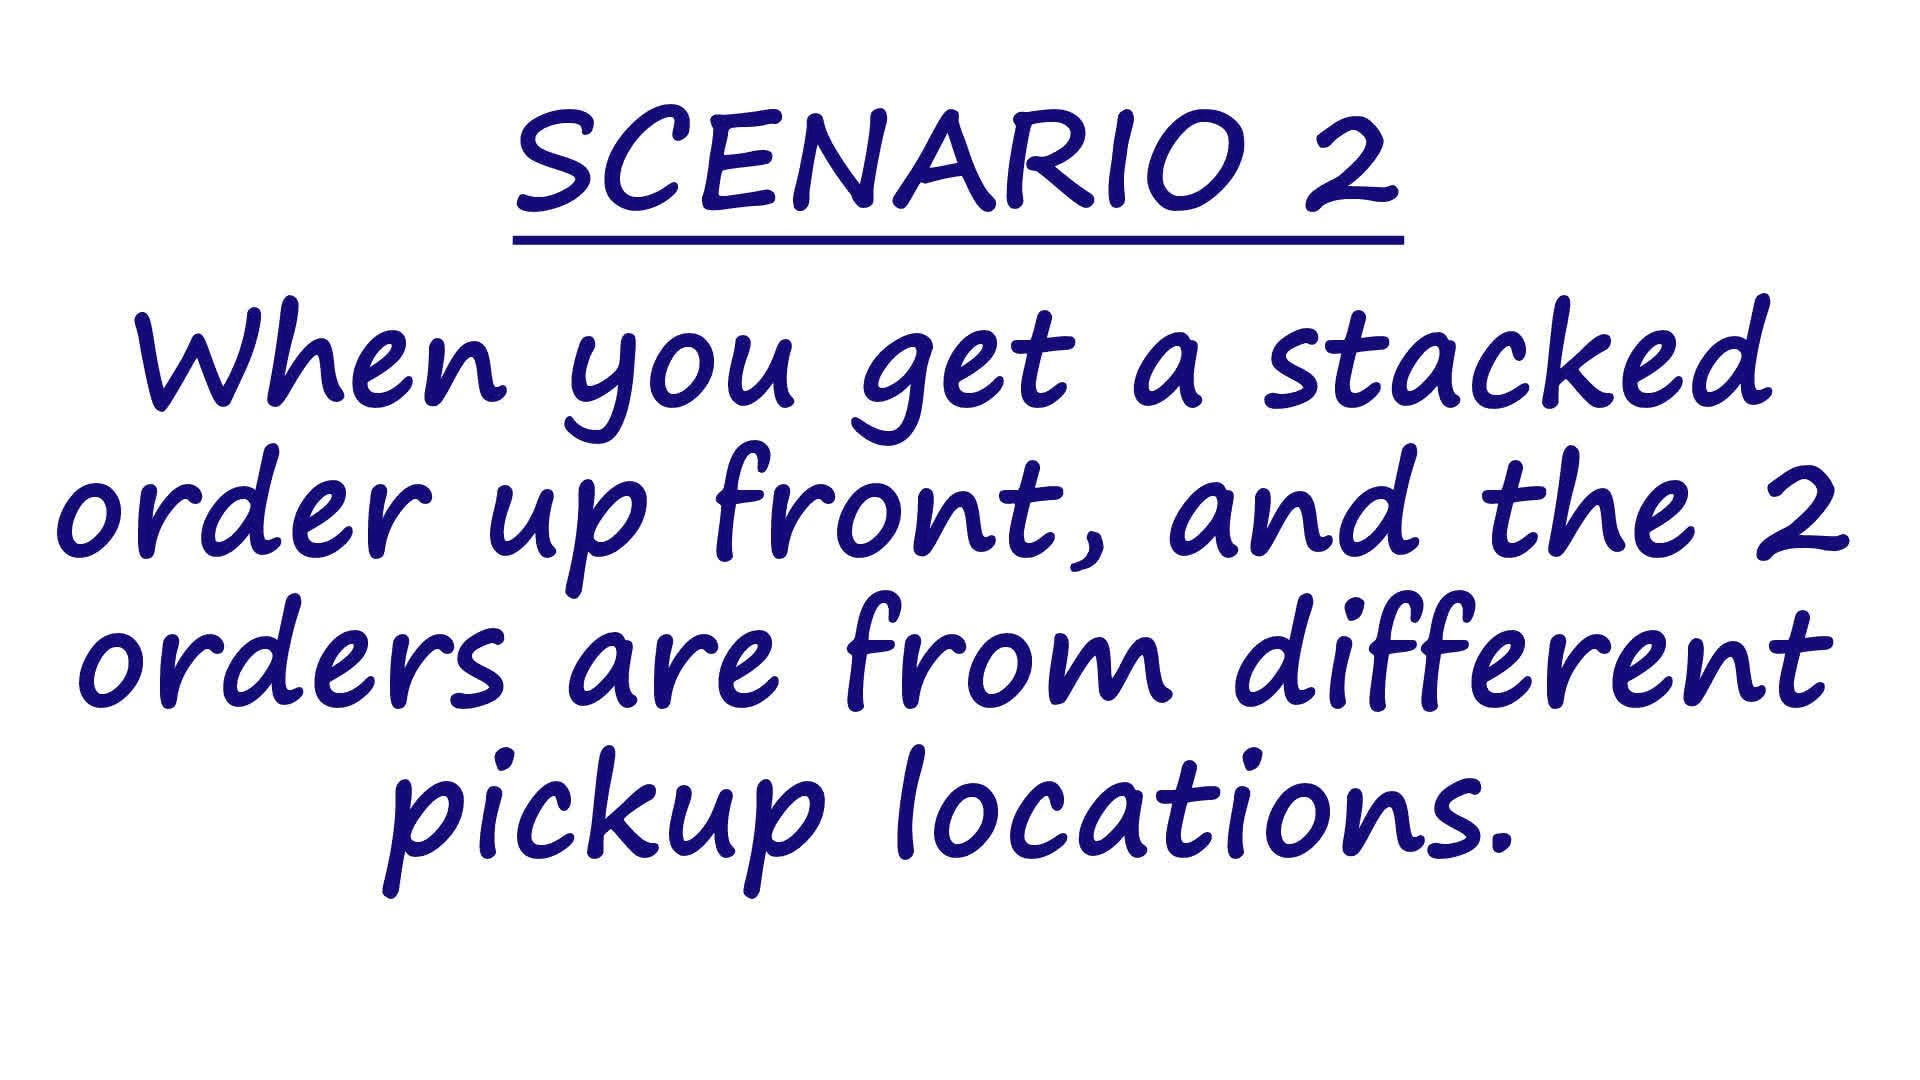 SCENARIO 2
When you get a stacked
order up front, and the 2
orders are from different
pickup locations.